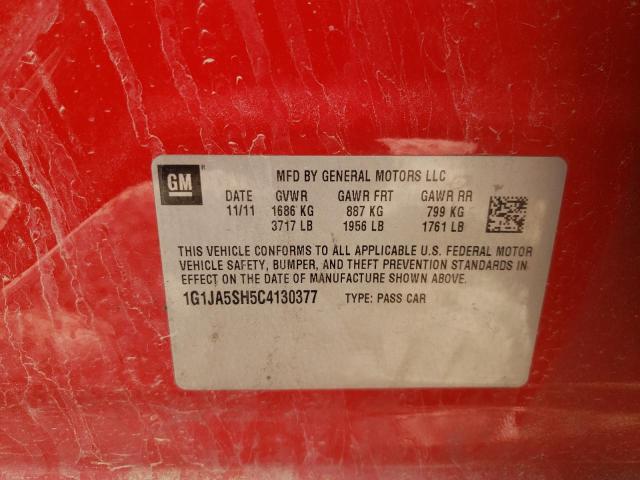 GM
MFD BY GENERAL MOTORS LLC
DATE GVWR GAWR FRT GAWR RR
11/11 1686 KG 887 KG 799 KG
3717 LB 1956 LB 1761 LB
THIS VEHICLE CONFORMS TO ALL APPLICABLE U.S. FEDERAL MOTOR
VEHICLE SAFETY, BUMPER, AND THEFT PREVENTION STANDARDS IN
EFFECT ON THE DATE OF MANUFACTURE SHOWN ABOVE.
1G1JA5SH5C4130377 TYPE: PASS CAR